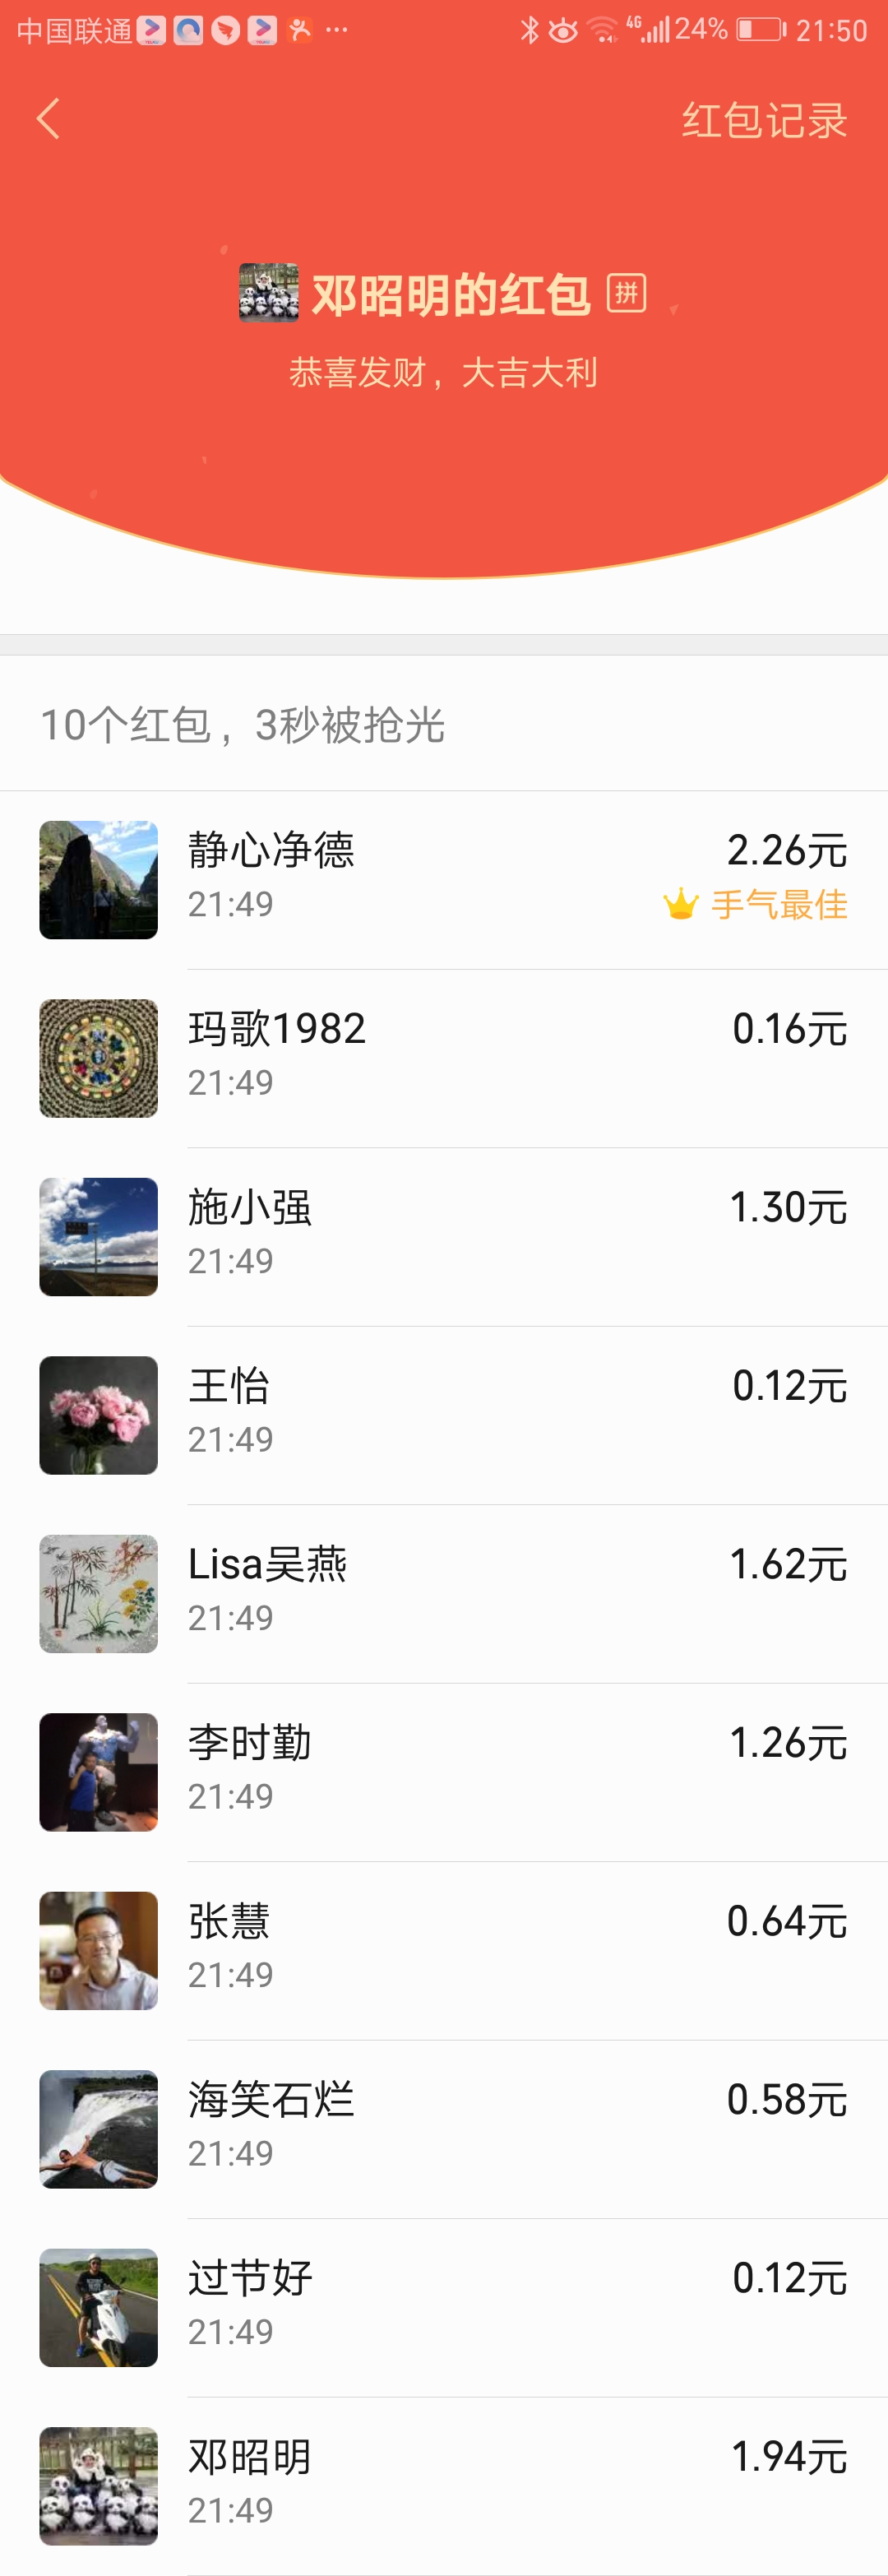 中国联通 ··· 4G 24% 21:50
红包记录
邓昭明的红包 拼
恭喜发财，大吉大利
10个红包，3秒被抢光
静心净德 2.26元
21:49 手气最佳
玛歌1982 0.16元
21:49
施小强 1.30元
21:49
王怡 0.12元
21:49
Lisa吴燕 1.62元
21:49
李时勤 1.26元
21:49
张慧 0.64元
21:49
海笑石烂 0.58元
21:49
过节好 0.12元
21:49
邓昭明 1.94元
21:49